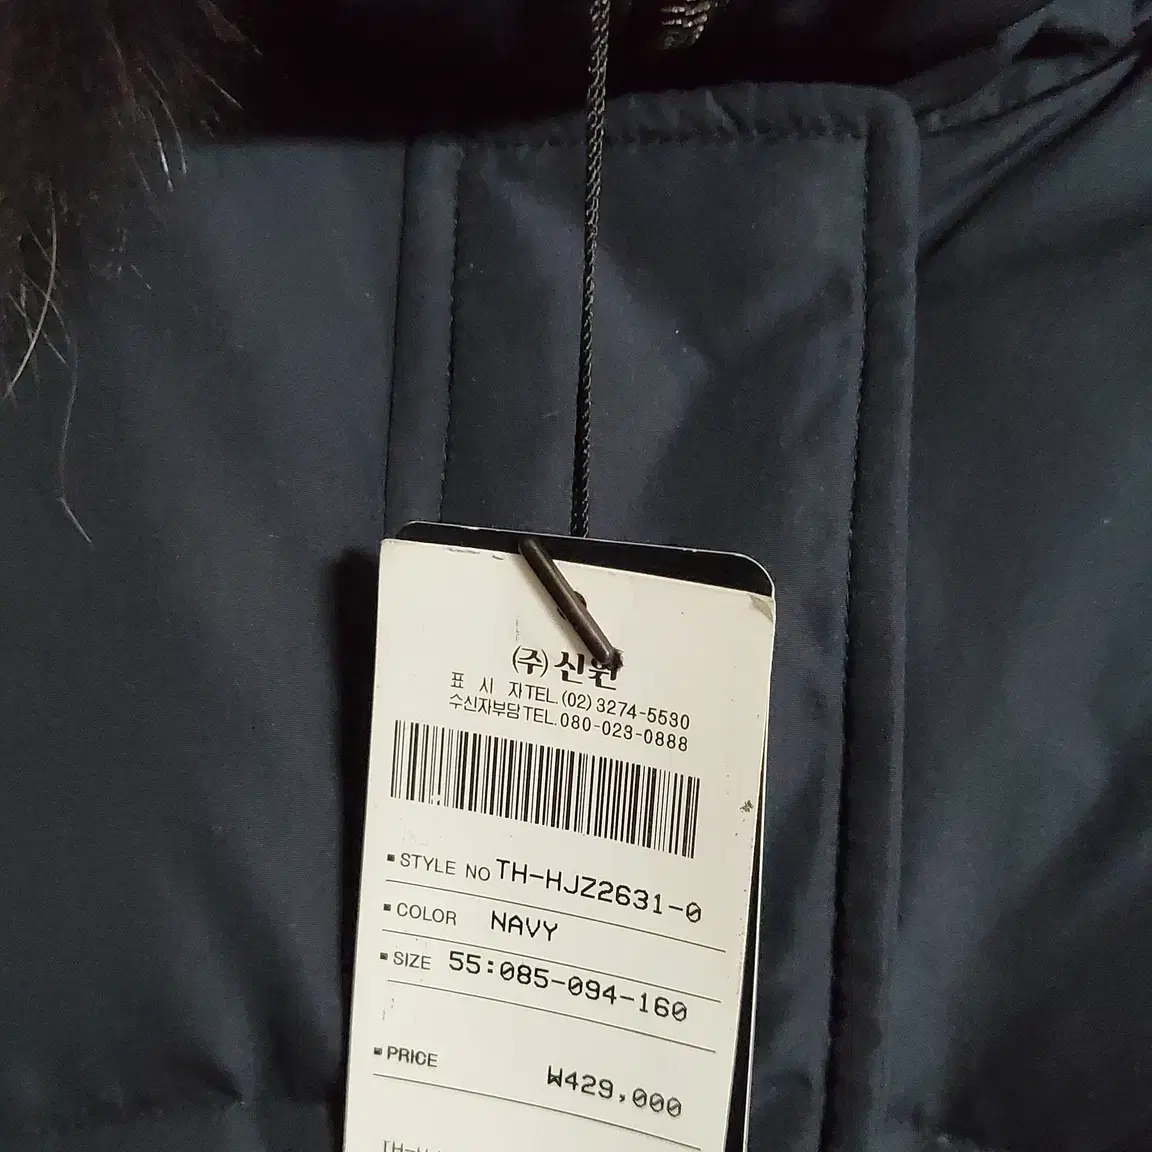 (주)신원
표 시 자TEL.(02)3274-5530
수신자부담TEL.080-023-0888
▪STYLE NO TH-HJZ2631-0
▪COLOR NAVY
▪SIZE 55:085-094-160
▪PRICE ₩429,000